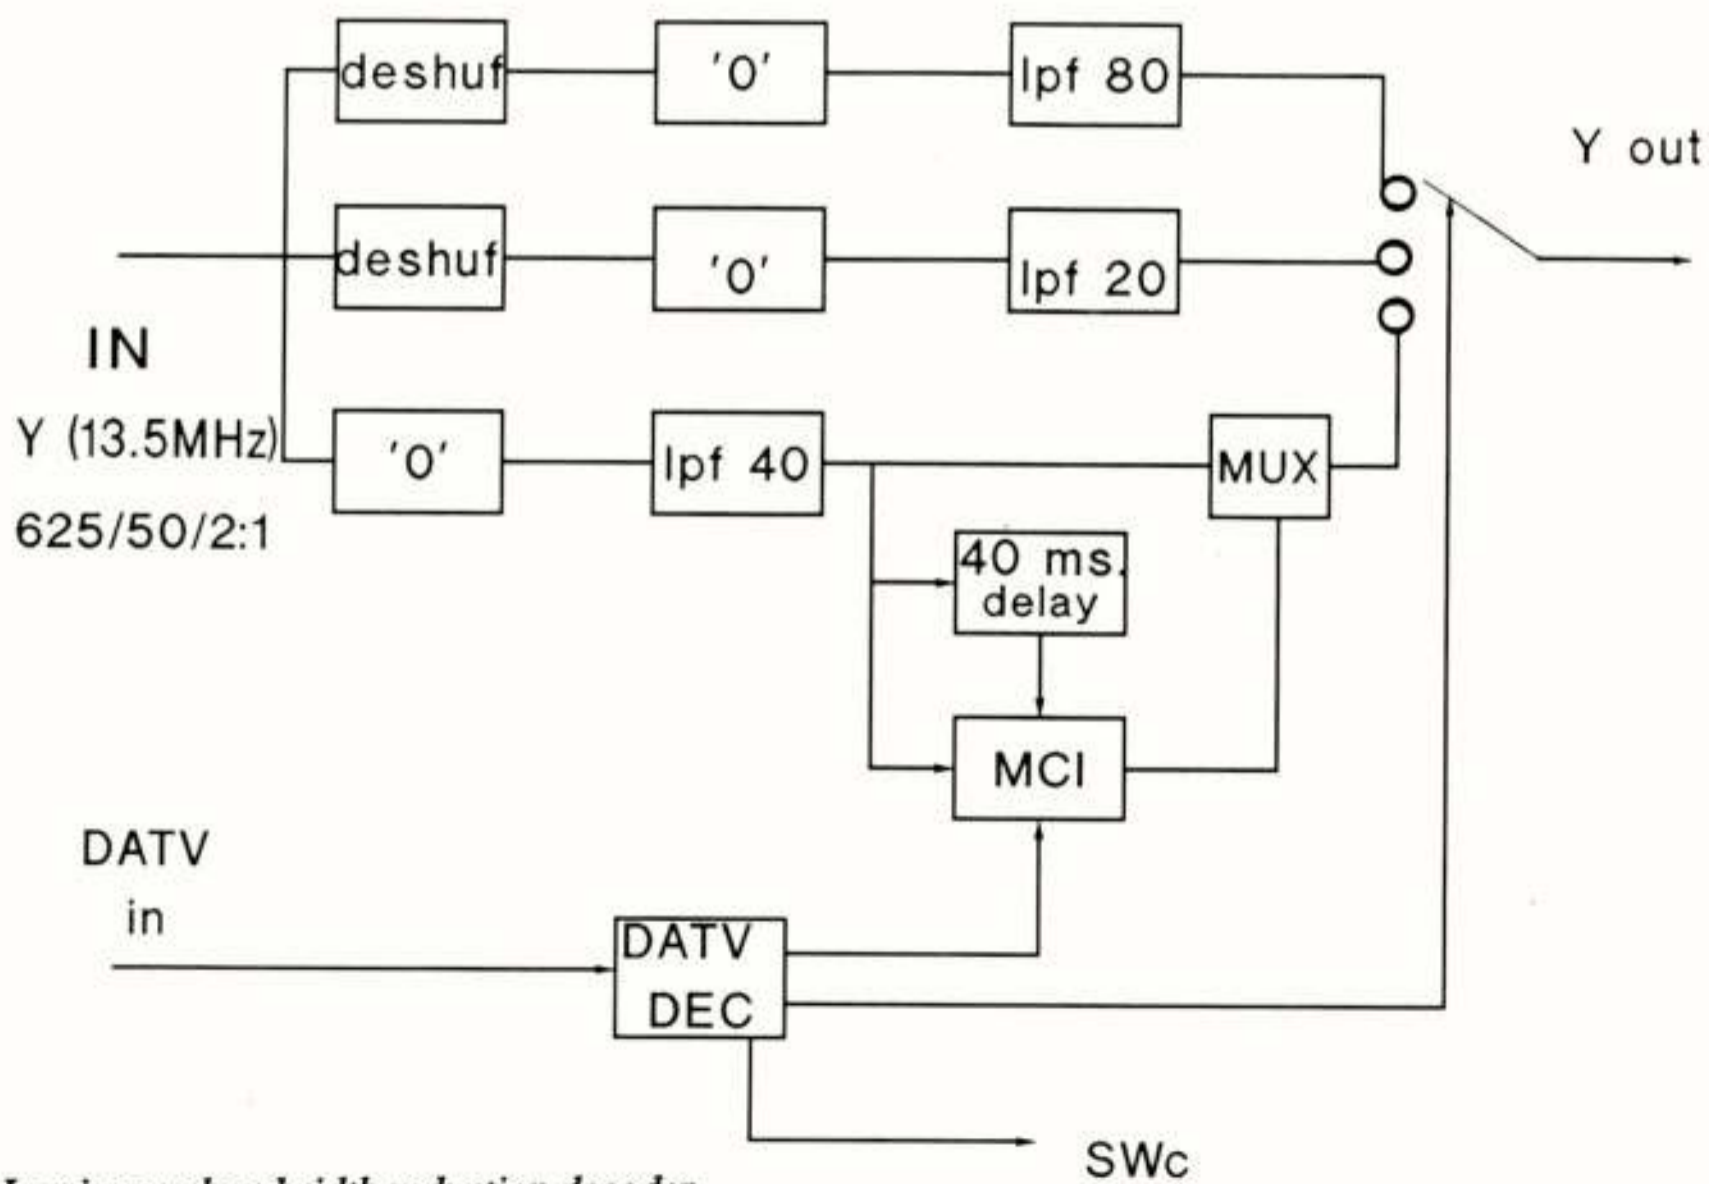 deshuf
'0'
lpf 80
Y out
deshuf
'0'
lpf 20
IN
Y (13.5MHz)
625/50/2:1
'0'
lpf 40
MUX
40 ms.
delay
MCI
DATV
in
DATV
DEC
SWc